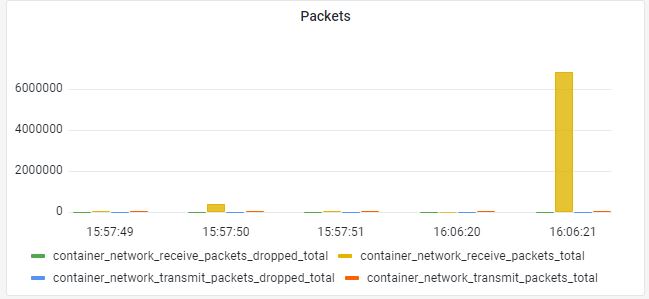 Packets
6000000
4000000
2000000
0
15:57:49 15:57:50 15:57:51 16:06:20 16:06:21
container_network_receive_packets_dropped_total container_network_receive_packets_total
container_network_transmit_packets_dropped_total container_network_transmit_packets_total